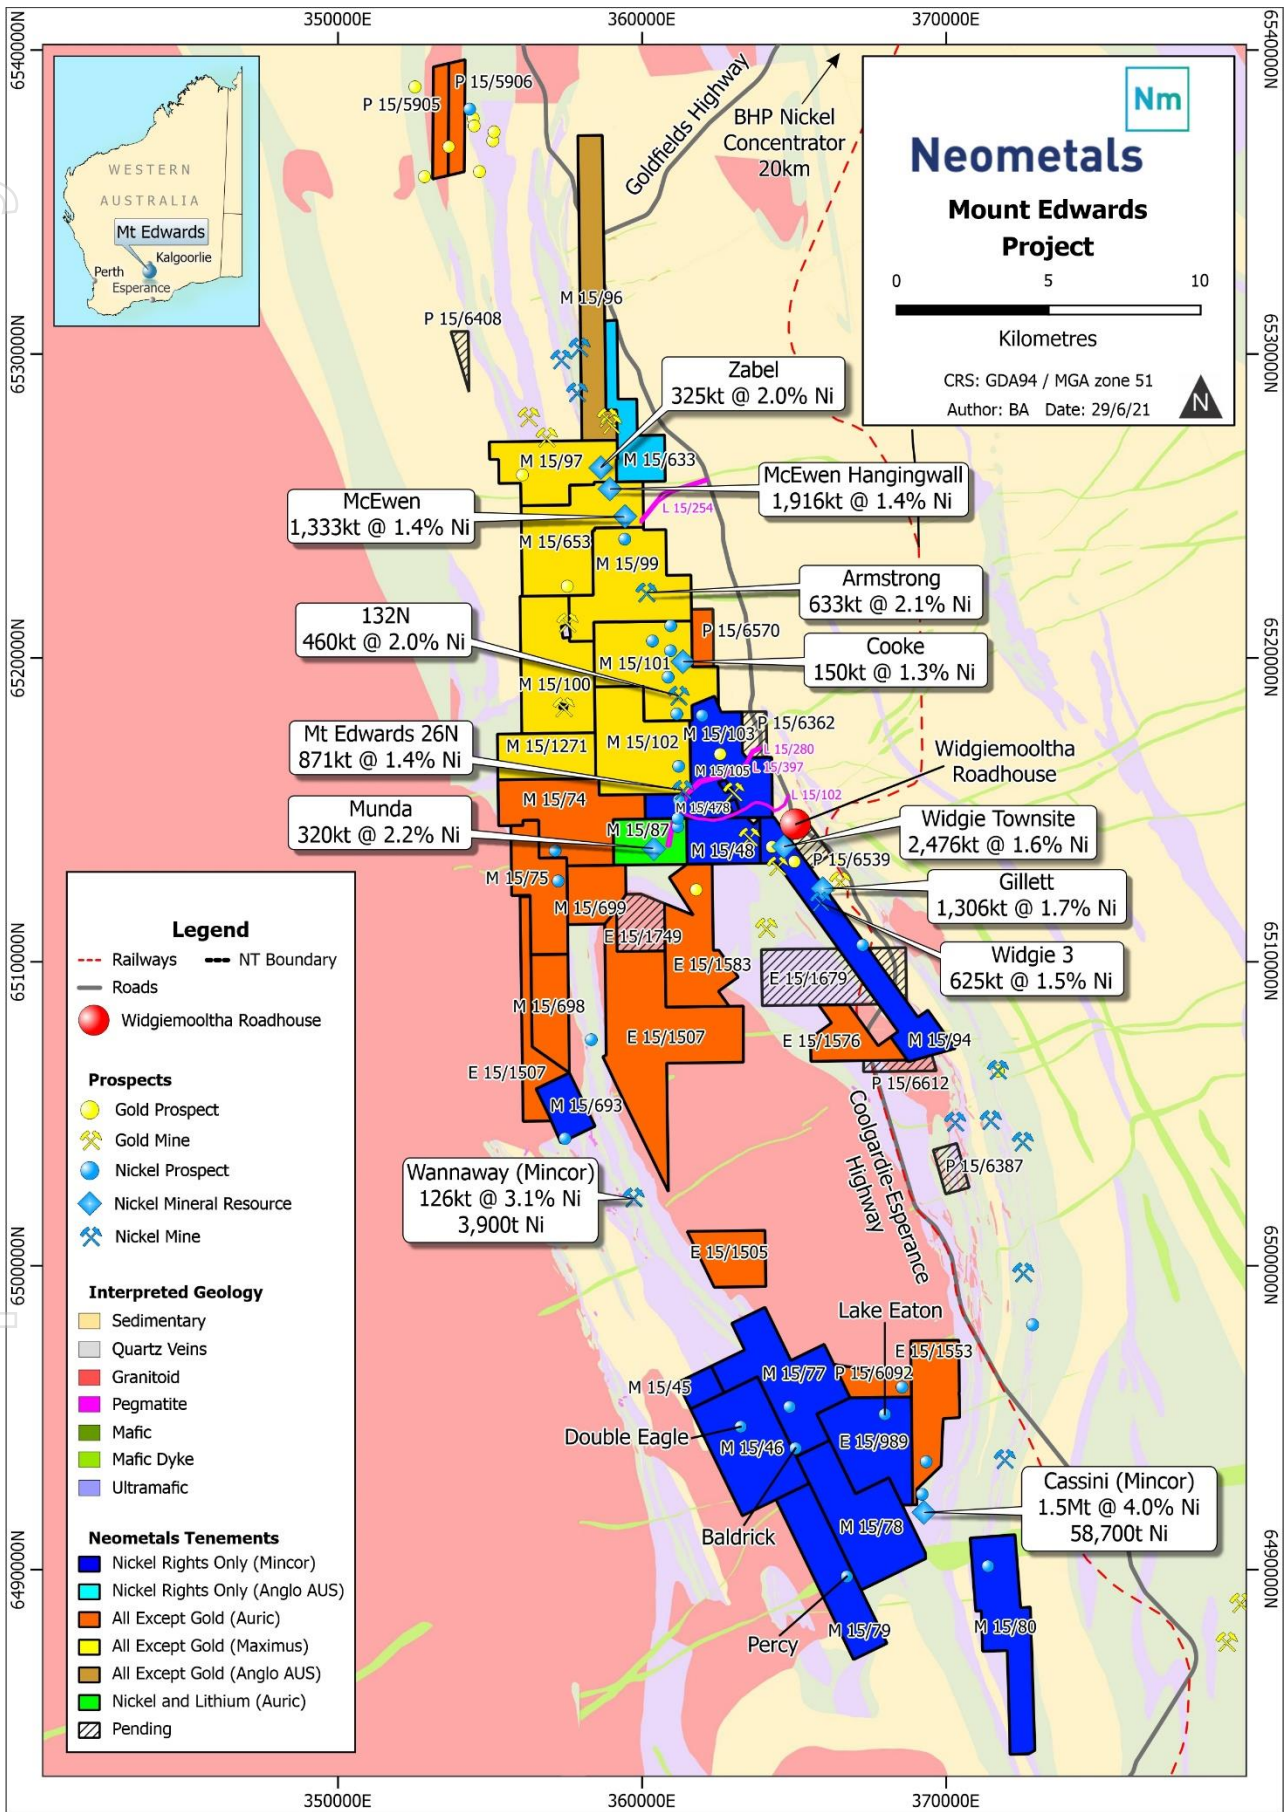 350000E
360000E
370000E
6540000N
6540000N
WESTERN
AUSTRALIA
Mt Edwards
Kalgoorlie
Perth
Esperance
P 15/5905
P 15/5906
Goldfields Highway
BHP Nickel
Concentrator
20km
Nm
Neometals
Mount Edwards
Project
0
5
10
Kilometres
CRS: GDA94 / MGA zone 51
Author: BA Date: 29/6/21
N
M 15/96
P 15/6408
6530000N
6530000N
Zabel
325kt @ 2.0% Ni
M 15/97
M 15/633
McEwen Hangingwall
1,916kt @ 1.4% Ni
McEwen
1,333kt @ 1.4% Ni
L 15/254
M 15/653
M 15/99
Armstrong
633kt @ 2.1% Ni
132N
460kt @ 2.0% Ni
P 15/6570
Cooke
150kt @ 1.3% Ni
6520000N
6520000N
M 15/101
M 15/100
P 15/6362
M 15/103
M 15/102
M 15/1271
Mt Edwards 26N
871kt @ 1.4% Ni
L 15/280
L 15/397
M 15/105
Widgiemooltha
Roadhouse
L 15/102
M 15/74
M 15/478
Munda
320kt @ 2.2% Ni
M 15/87
M 15/48
Widgie Townsite
2,476kt @ 1.6% Ni
P 15/6539
M 15/75
Gillett
1,306kt @ 1.7% Ni
M 15/699
E 15/1749
Widgie 3
625kt @ 1.5% Ni
6510000N
6510000N
E 15/1583
E 15/1679
M 15/698
E 15/1507
E 15/1576
M 15/94
E 15/1507
P 15/6612
M 15/693
Coolgardie-Esperance
Highway
P 15/6387
Wannaway (Mincor)
126kt @ 3.1% Ni
3,900t Ni
E 15/1505
6500000N
6500000N
Lake Eaton
E 15/1553
M 15/77
P 15/6092
M 15/45
Double Eagle
M 15/46
E 15/989
Cassini (Mincor)
1.5Mt @ 4.0% Ni
58,700t Ni
Baldrick
M 15/78
6490000N
6490000N
Percy
M 15/79
M 15/80
Legend
Railways
NT Boundary
Roads
Widgiemooltha Roadhouse
Prospects
Gold Prospect
Gold Mine
Nickel Prospect
Nickel Mineral Resource
Nickel Mine
Interpreted Geology
Sedimentary
Quartz Veins
Granitoid
Pegmatite
Mafic
Mafic Dyke
Ultramafic
Neometals Tenements
Nickel Rights Only (Mincor)
Nickel Rights Only (Anglo AUS)
All Except Gold (Auric)
All Except Gold (Maximus)
All Except Gold (Anglo AUS)
Nickel and Lithium (Auric)
Pending
350000E
360000E
370000E